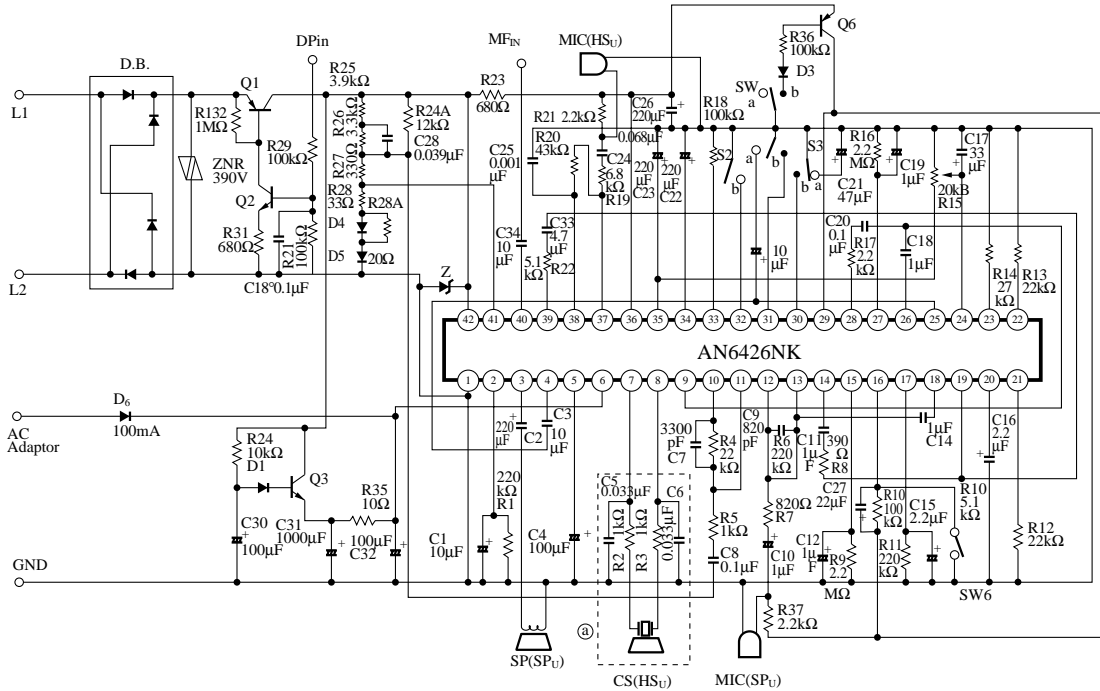 D.B.
L1
L2
DPin
Q1
R132
1MΩ
ZNR
390V
R29
100kΩ
Q2
R31
680Ω
R21
100kΩ
C18
0.1μF
R25
3.9kΩ
R26
3.3kΩ
R27
330Ω
R28
33Ω
R28A
D4
D5
20Ω
C28
0.039μF
R24A
12kΩ
R23
680Ω
MFIN
MIC(HSU)
R21 2.2kΩ
R20
43kΩ
C25
0.001
μF
C26
220μF
0.068μF
C24
6.8
kΩ
R19
C34
10
μF
C33
4.7
μF
5.1
kΩ
R22
220
μF
C23
220
μF
C22
R18
100kΩ
S2
b
SW
a
b
a
b
b
S3
a
10
μF
R36
100kΩ
D3
Q6
R16
2.2
MΩ
C21
47μF
C19
1μF
20kB
R15
C17
33
μF
C20
0.1
μF
R17
2.2
kΩ
C18
1μF
R14
27
kΩ
R13
22kΩ
Z
42 41 40 39 38 37 36 35 34 33 32 31 30 29 28 27 26 25 24 23 22
AN6426NK
1 2 3 4 5 6 7 8 9 10 11 12 13 14 15 16 17 18 19 20 21
AC
Adaptor
D6
100mA
R24
10kΩ
D1
Q3
C30
100μF
C31
1000μF
R35
10Ω
100μF
C32
GND
C1
10μF
220
kΩ
R1
220
μF
C2
C3
10
μF
C4
100μF
SP(SPU)
a
C5
0.033μF
R2
1kΩ
R3
1kΩ
C6
0.033μF
CS(HSU)
3300
pF
C7
R4
22
kΩ
R5
1kΩ
C8
0.1μF
C9
820
pF
R6
220
kΩ
820Ω
R7
C10
1μF
R37
2.2kΩ
MIC(SPU)
C11
1μ
F
390
Ω
R8
1μF
C14
C12
1μ
F
R9
2.2
MΩ
C27
22μF
R10
100
kΩ
C15
2.2μF
R11
220
kΩ
R10
5.1
kΩ
SW6
C16
2.2
μF
R12
22kΩ